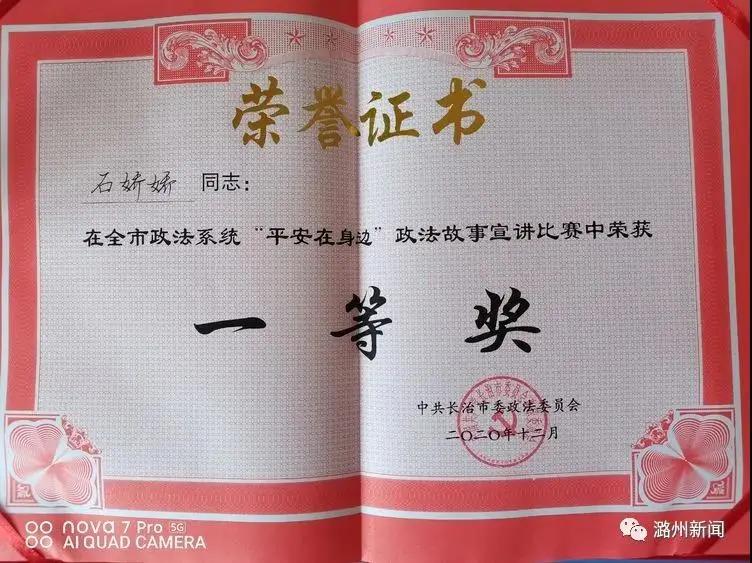 荣誉证书
石娇娇 同志：
在全市政法系统“平安在身边”政法故事宣讲比赛中荣获
一等奖
中共长治市委政法委员会
二〇二〇年十二月
nova 7 Pro 5G
AI QUAD CAMERA
潞州新闻